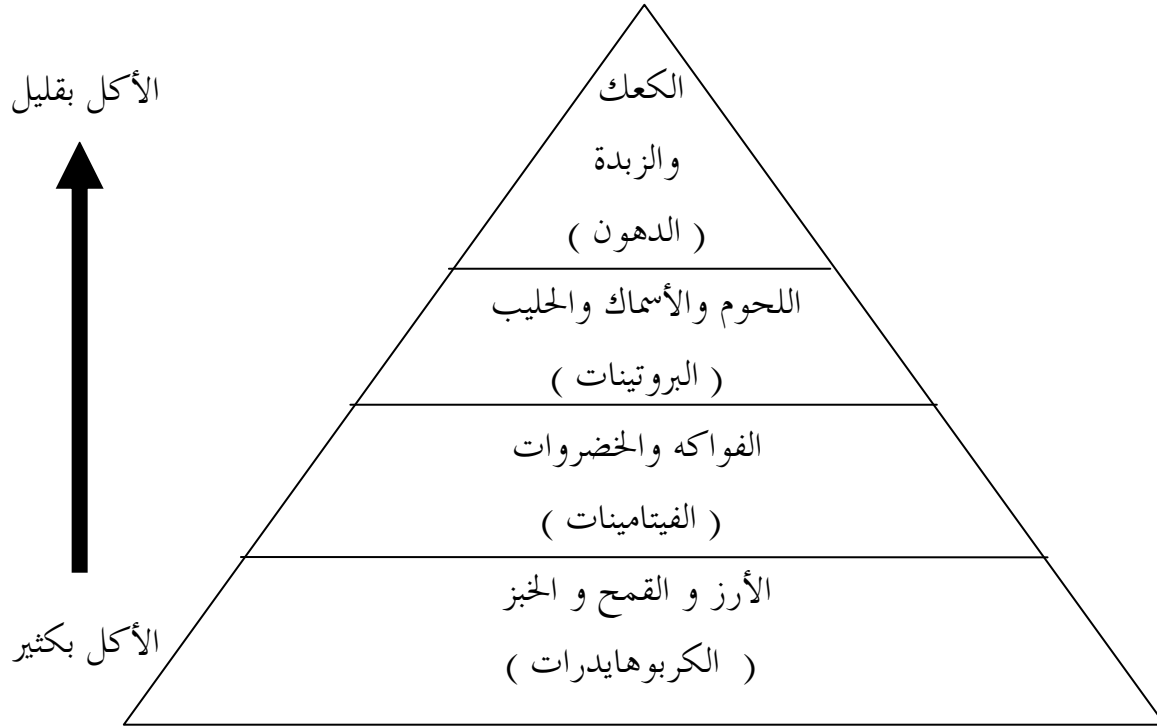 الأكل بقليل
الكعك
والزبدة
( الدهون )
اللحوم والأسماك والحليب
( البروتينات )
الفواكه والخضروات
( الفيتامينات )
الأرز و القمح و الخبز
( الكربوهايدرات )
الأكل بكثير